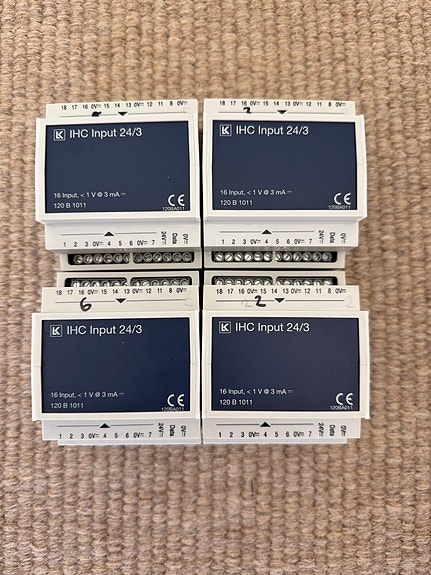 18 17 16 0V 15 14 13 0V 12 11 8 0V
LK IHC Input 24/3
16 Input, < 1 V @ 3 mA
120 B 1011
CE
120BA011
1 2 3 0V 4 5 6 0V 7 24V Data 0V
18 17 16 0V 15 14 13 0V 12 11 8 0V
2
LK IHC Input 24/3
16 Input, < 1 V @ 3 mA
120 B 1011
CE
120BA011
1 2 3 0V 4 5 6 0V 7 24V Data 0V
18 17 16 0V 15 14 13 0V 12 11 8 0V
6
LK IHC Input 24/3
16 Input, < 1 V @ 3 mA
120 B 1011
CE
120BA011
1 2 3 0V 4 5 6 0V 7 24V Data 0V
18 17 16 0V 15 14 13 0V 12 11 8 0V
2
LK IHC Input 24/3
16 Input, < 1 V @ 3 mA
120 B 1011
CE
120BA011
1 2 3 0V 4 5 6 0V 7 24V Data 0V